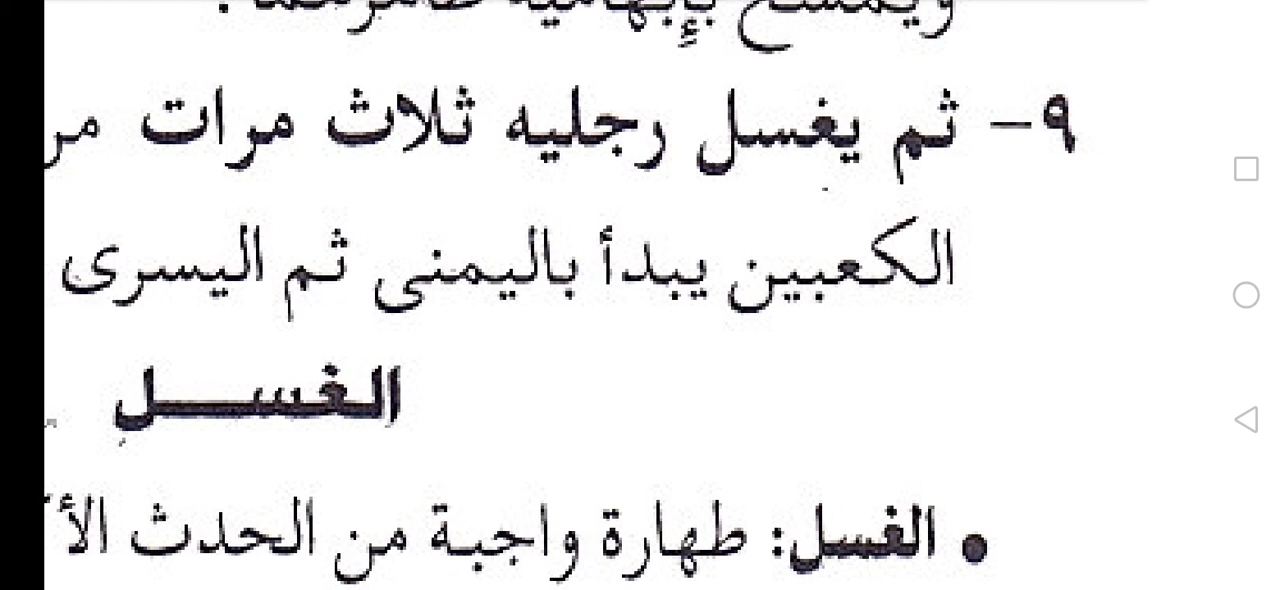 ٩- ثم يغسل رجليه ثلاث مرات
الكعبين يبدأ باليمنى ثم اليسرى
الغسل
• الغسل: طهارة واجبة من الحدث